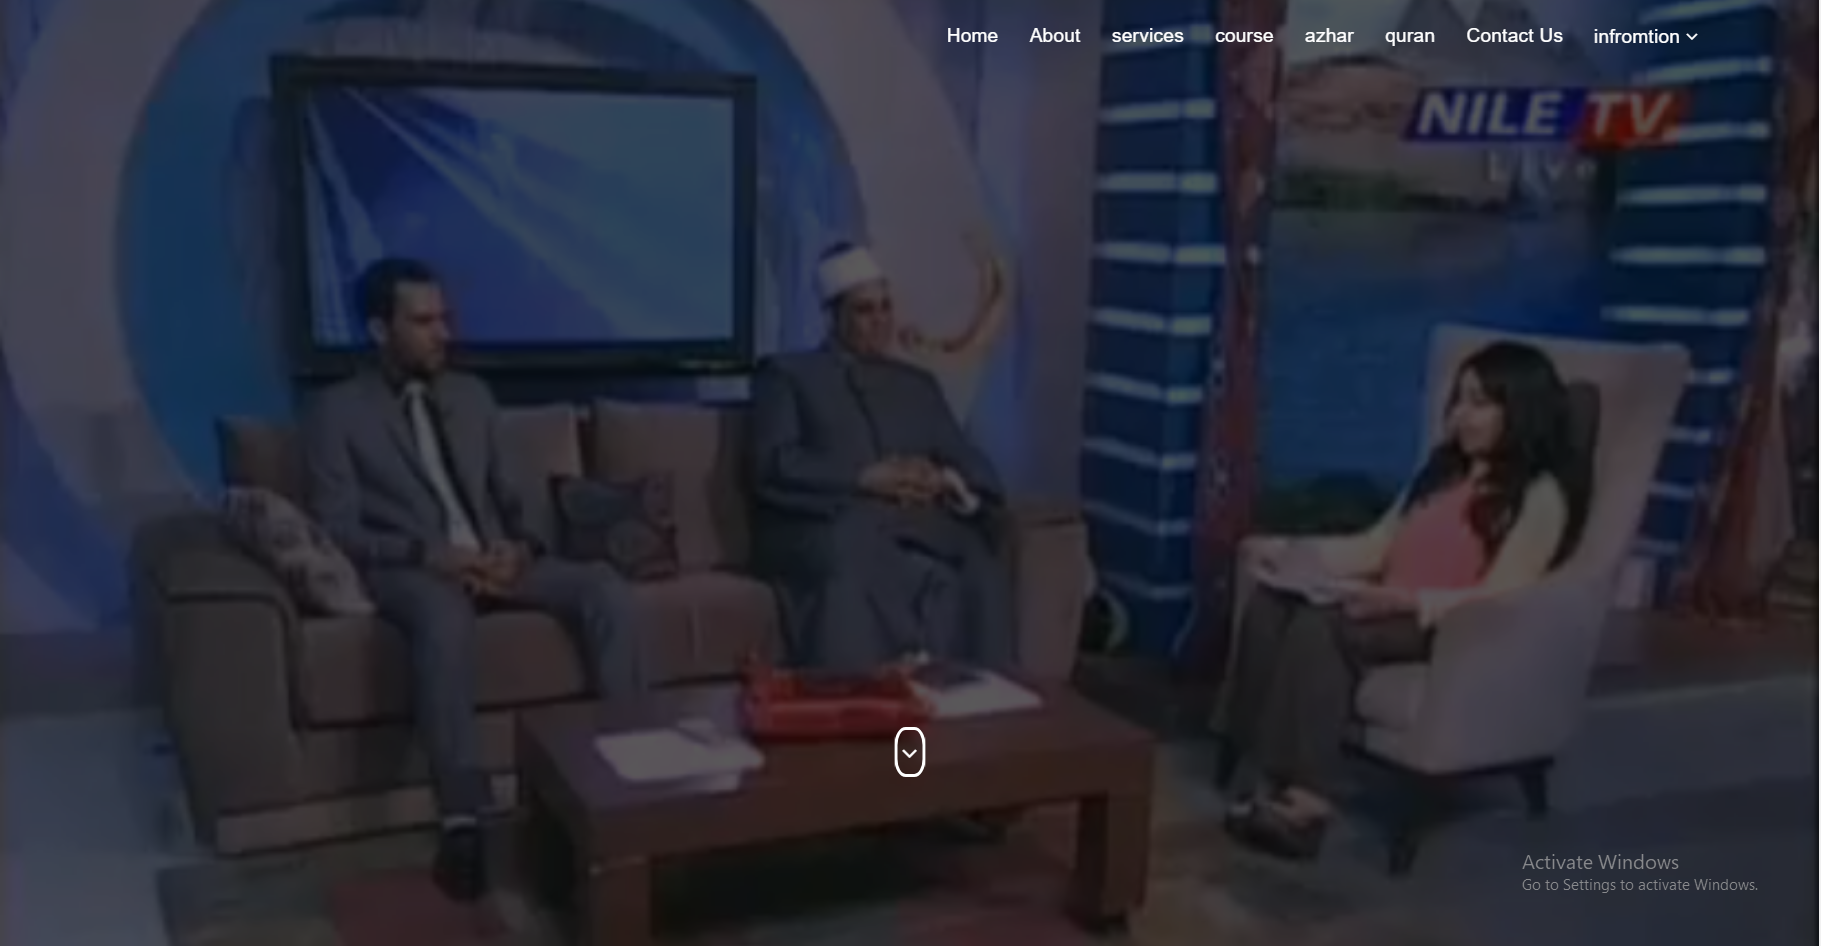 Home About services course azhar quran Contact Us infromtion
NILE TV
Live
Activate Windows
Go to Settings to activate Windows.